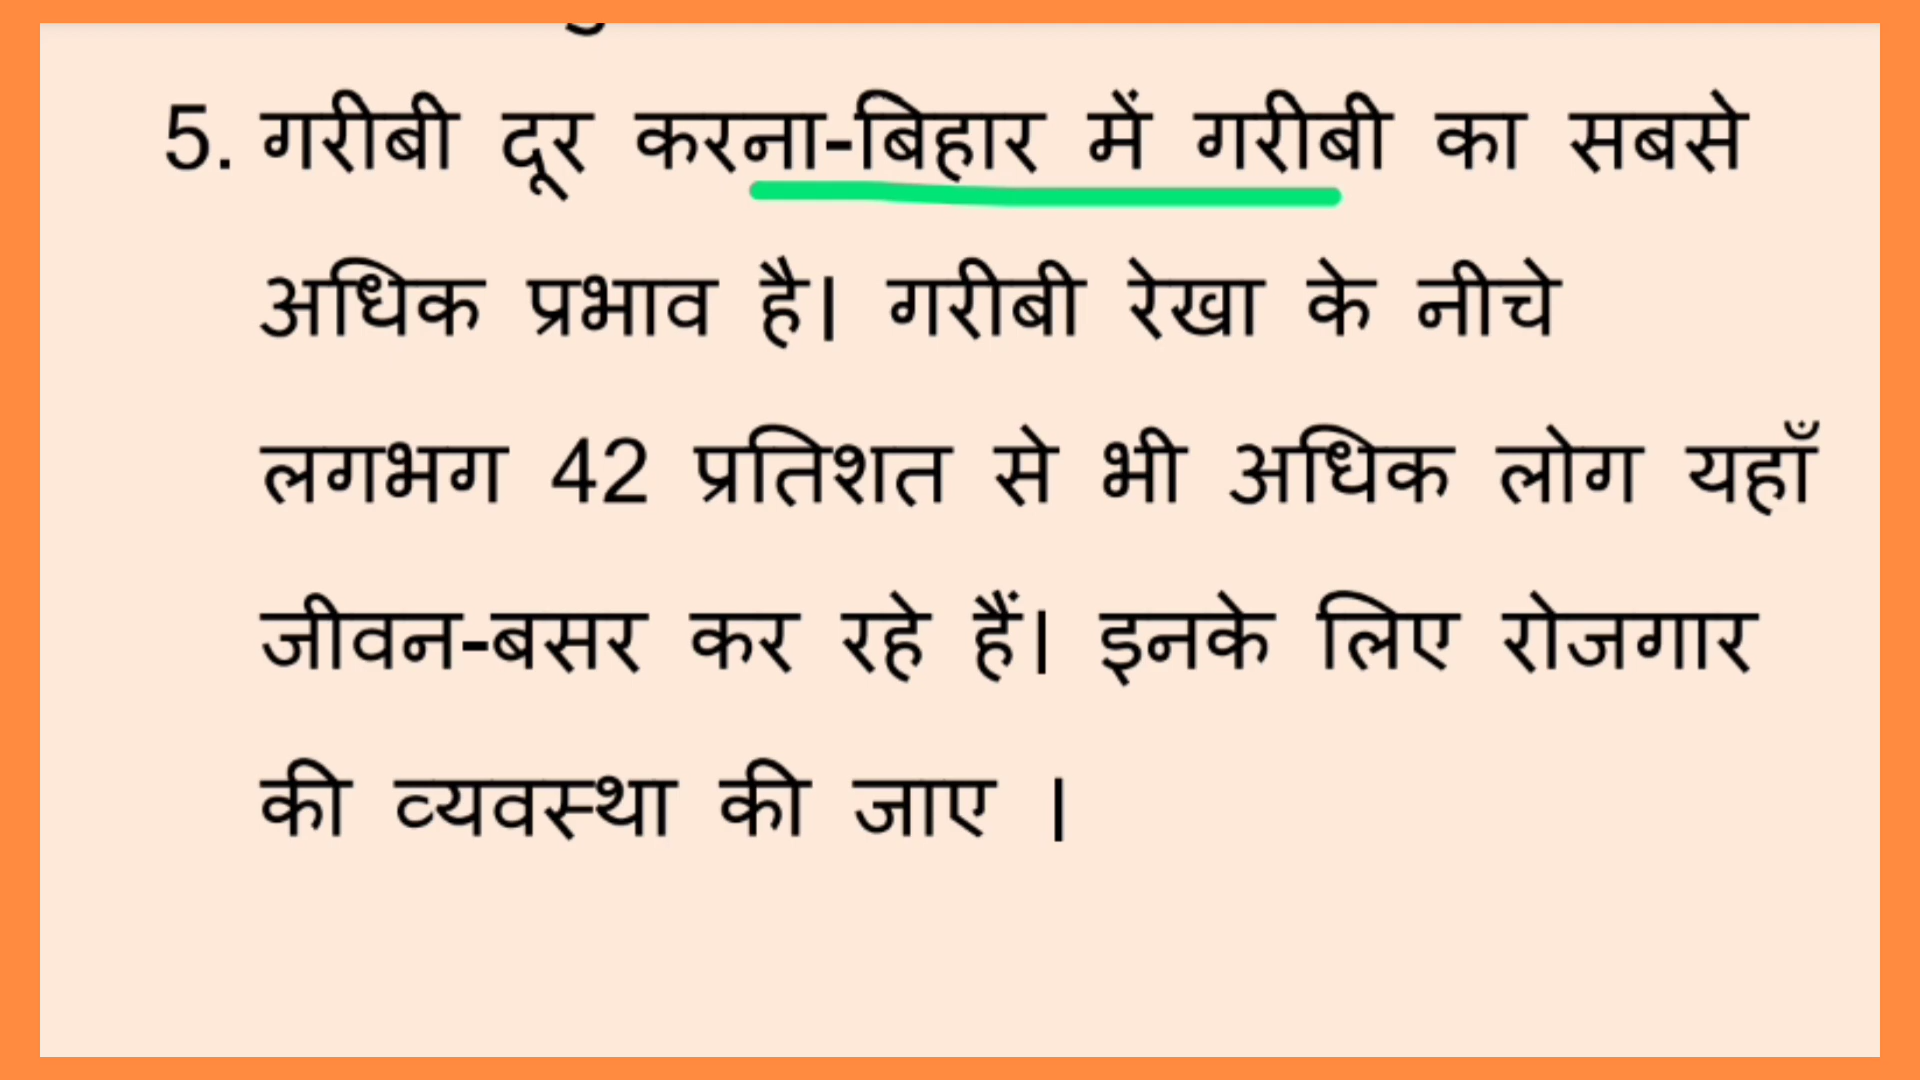 5. गरीबी दूर करना-बिहार में गरीबी का सबसे
अधिक प्रभाव है। गरीबी रेखा के नीचे
लगभग 42 प्रतिशत से भी अधिक लोग यहाँ
जीवन-बसर कर रहे हैं। इनके लिए रोजगार
की व्यवस्था की जाए ।